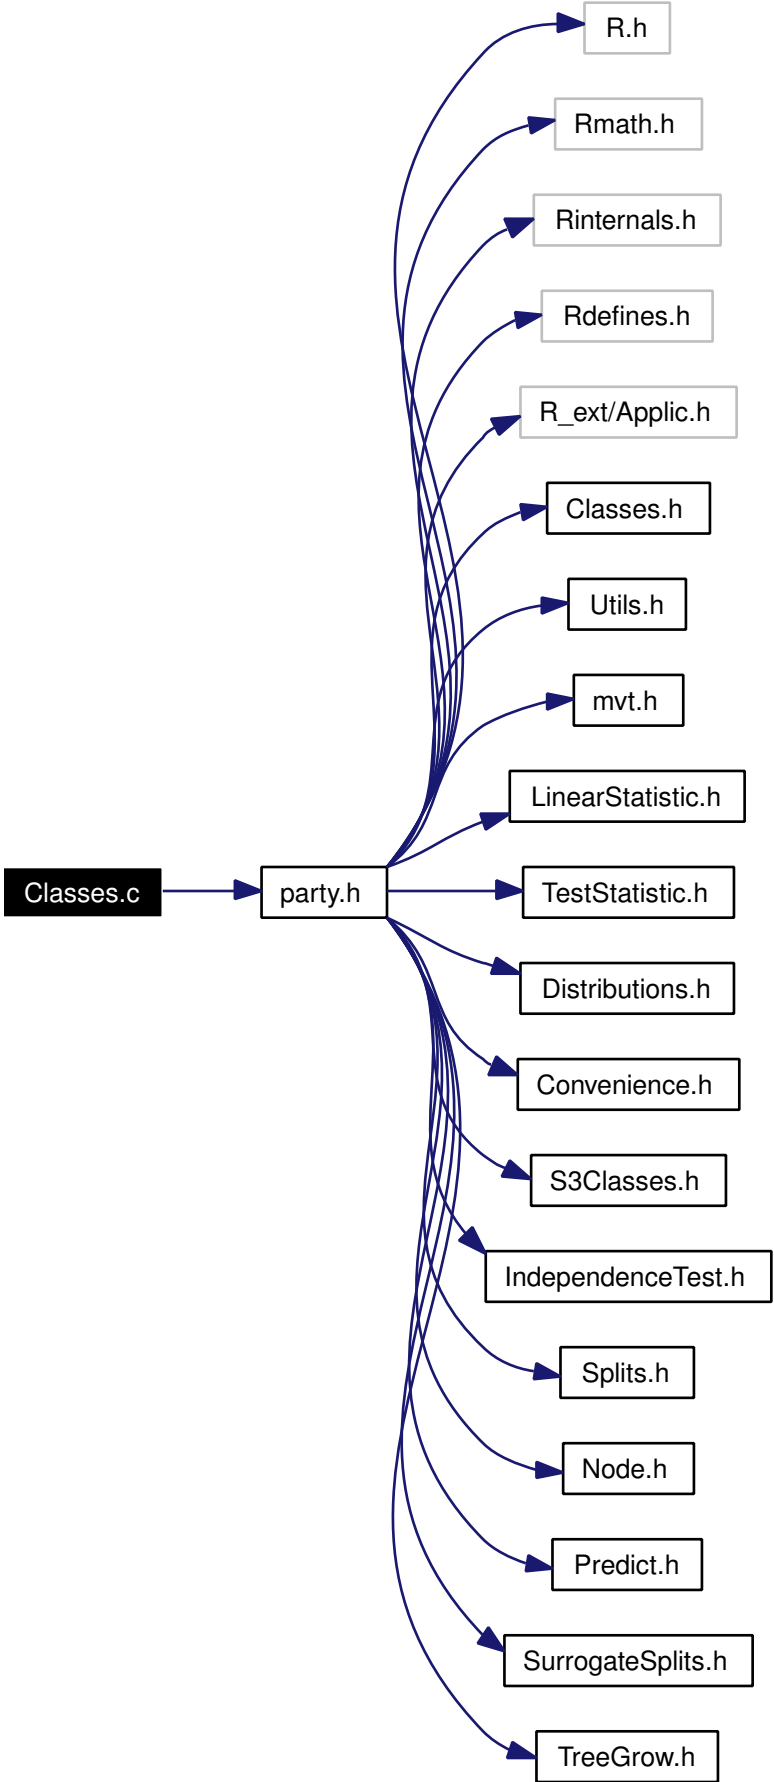 R.h
Rmath.h
Rinternals.h
Rdefines.h
R_ext/Applic.h
Classes.h
Utils.h
mvt.h
LinearStatistic.h
Classes.c
party.h
TestStatistic.h
Distributions.h
Convenience.h
S3Classes.h
IndependenceTest.h
Splits.h
Node.h
Predict.h
SurrogateSplits.h
TreeGrow.h